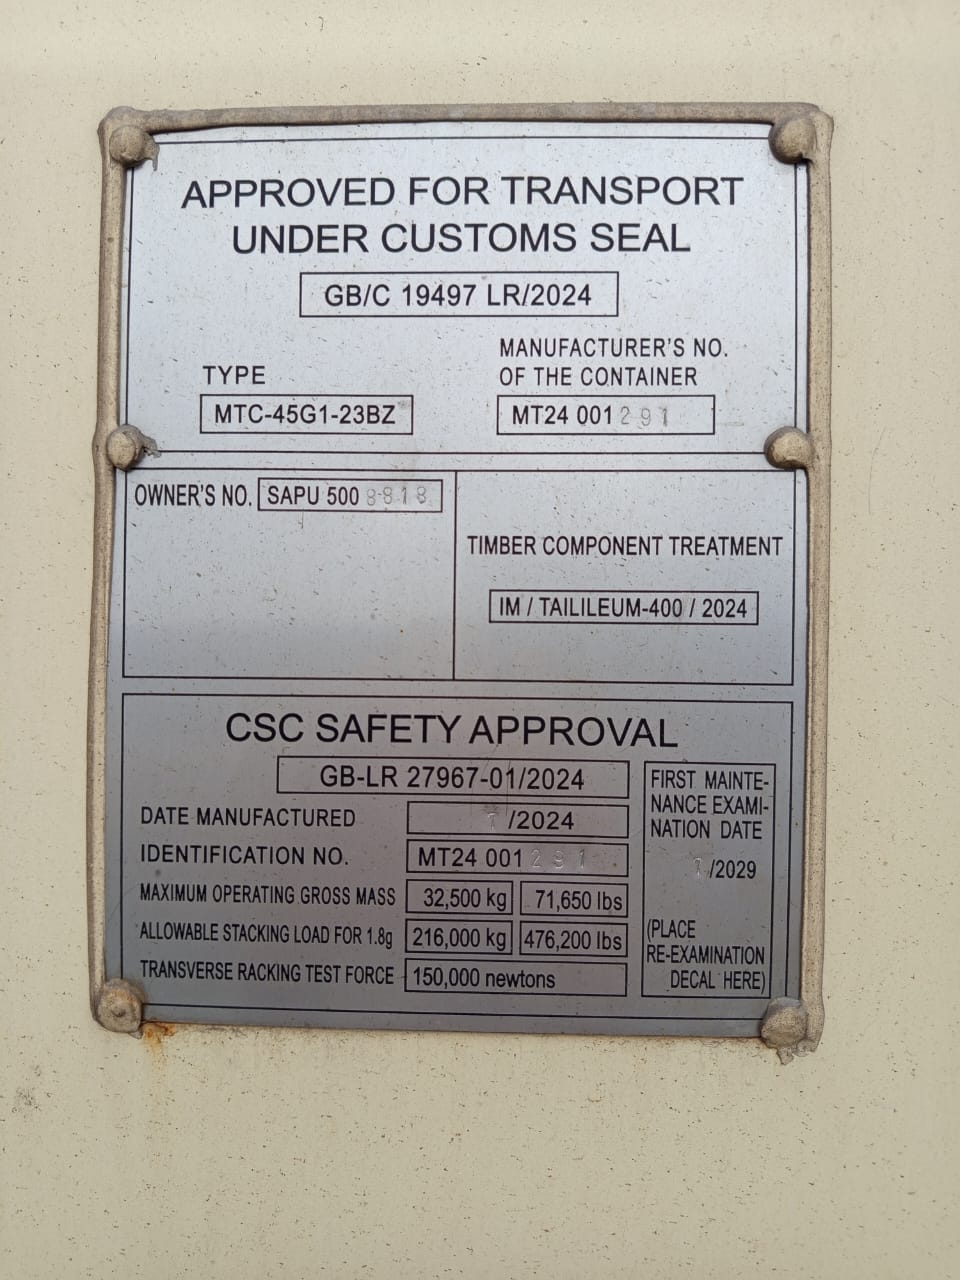 APPROVED FOR TRANSPORT
UNDER CUSTOMS SEAL
GB/C 19497 LR/2024
TYPE
MTC-45G1-23BZ
MANUFACTURER'S NO.
OF THE CONTAINER
MT24 001291
OWNER'S NO. SAPU 500 8818
TIMBER COMPONENT TREATMENT
IM / TAILILEUM-400 / 2024
CSC SAFETY APPROVAL
GB-LR 27967-01/2024
DATE MANUFACTURED 7/2024
IDENTIFICATION NO. MT24 001291
MAXIMUM OPERATING GROSS MASS 32,500 kg 71,650 lbs
ALLOWABLE STACKING LOAD FOR 1.8g 216,000 kg 476,200 lbs
TRANSVERSE RACKING TEST FORCE 150,000 newtons
FIRST MAINTE-
NANCE EXAMI-
NATION DATE
7/2029
(PLACE
RE-EXAMINATION
DECAL HERE)